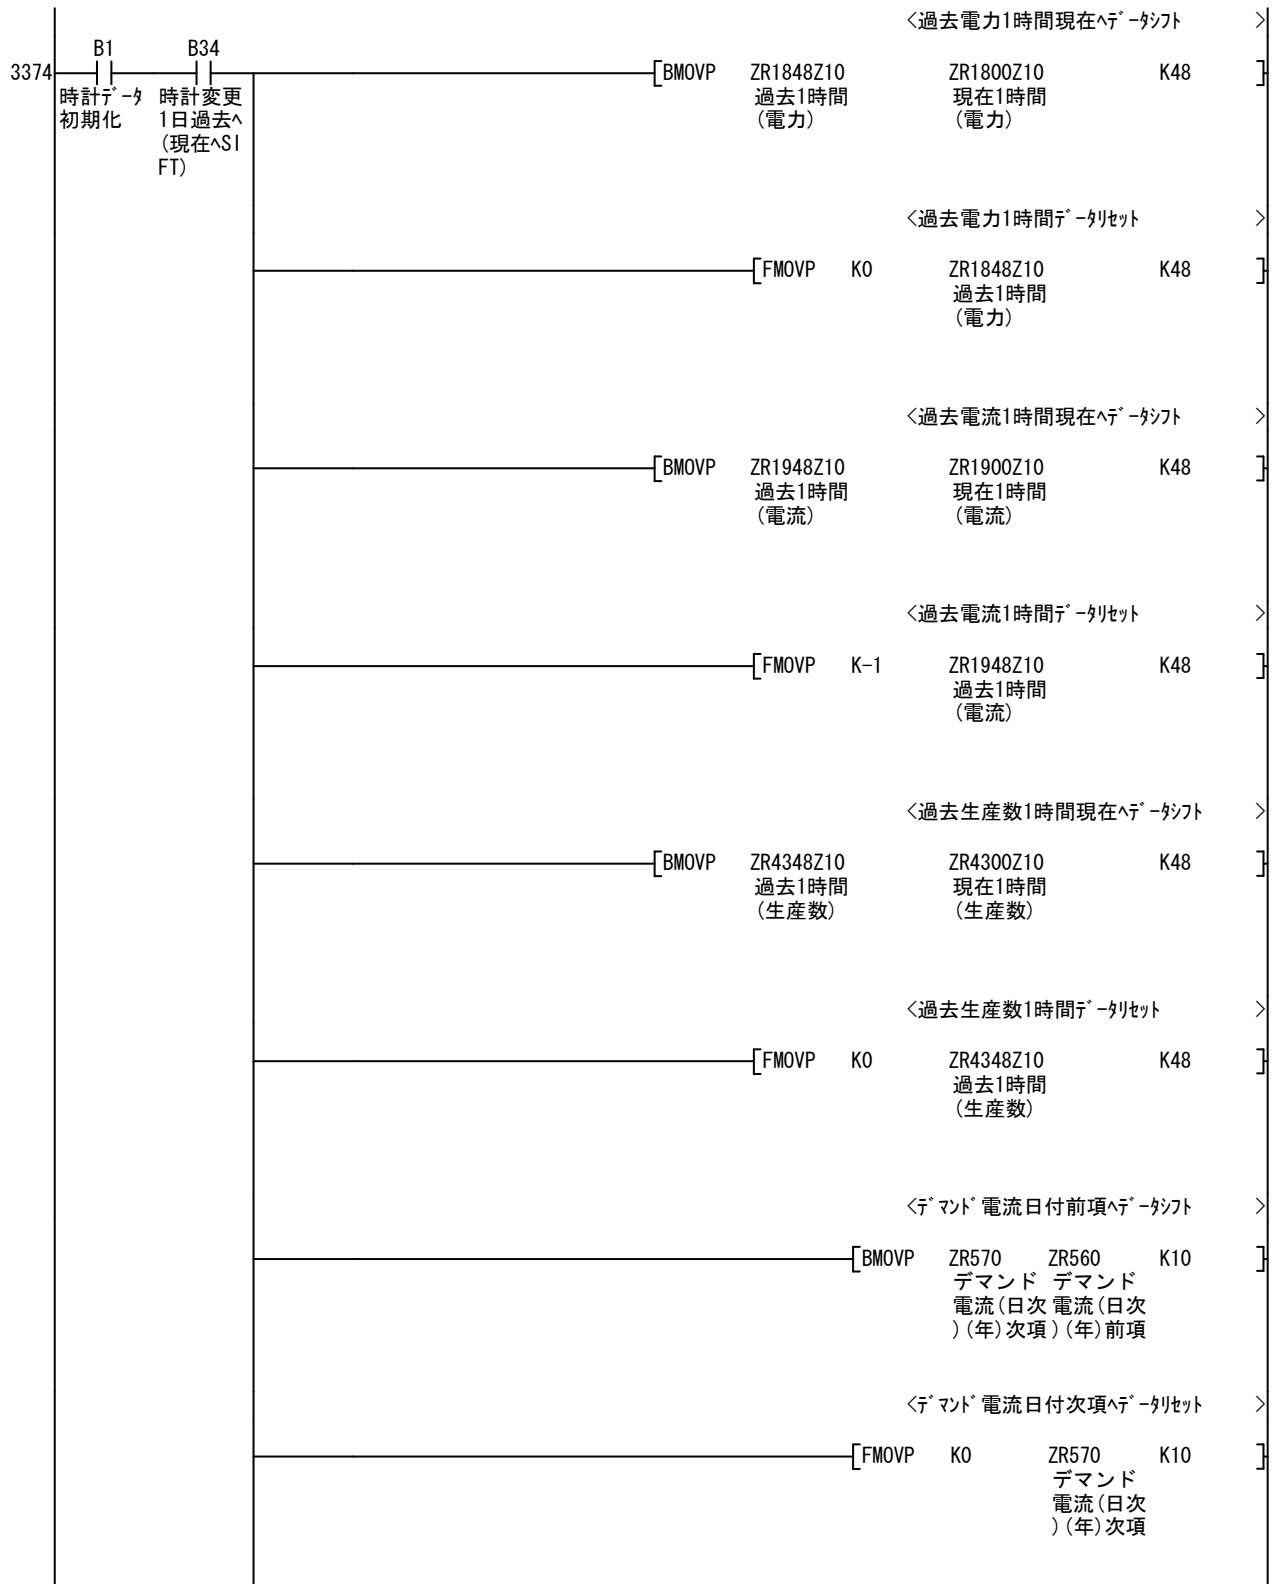 <過去電力1時間現在へﾃﾞｰﾀｼﾌﾄ >
B1 B34
3374 BMOVP ZR1848Z10 ZR1800Z10 K48
時計ﾃﾞｰﾀ 時計変更 過去1時間 現在1時間
初期化 1日過去へ (電力) (電力)
(現在へSI
FT)
<過去電力1時間ﾃﾞｰﾀﾘｾｯﾄ >
FMOVP K0 ZR1848Z10 K48
過去1時間
(電力)
<過去電流1時間現在へﾃﾞｰﾀｼﾌﾄ >
BMOVP ZR1948Z10 ZR1900Z10 K48
過去1時間 現在1時間
(電流) (電流)
<過去電流1時間ﾃﾞｰﾀﾘｾｯﾄ >
FMOVP K-1 ZR1948Z10 K48
過去1時間
(電流)
<過去生産数1時間現在へﾃﾞｰﾀｼﾌﾄ >
BMOVP ZR4348Z10 ZR4300Z10 K48
過去1時間 現在1時間
(生産数) (生産数)
<過去生産数1時間ﾃﾞｰﾀﾘｾｯﾄ >
FMOVP K0 ZR4348Z10 K48
過去1時間
(生産数)
<ﾃﾞﾏﾝﾄﾞ電流日付前項へﾃﾞｰﾀｼﾌﾄ >
BMOVP ZR570 ZR560 K10
デマンド デマンド
電流(日次 電流(日次
)(年)次項 )(年)前項
<ﾃﾞﾏﾝﾄﾞ電流日付次項へﾃﾞｰﾀﾘｾｯﾄ >
FMOVP K0 ZR570 K10
デマンド
電流(日次
)(年)次項